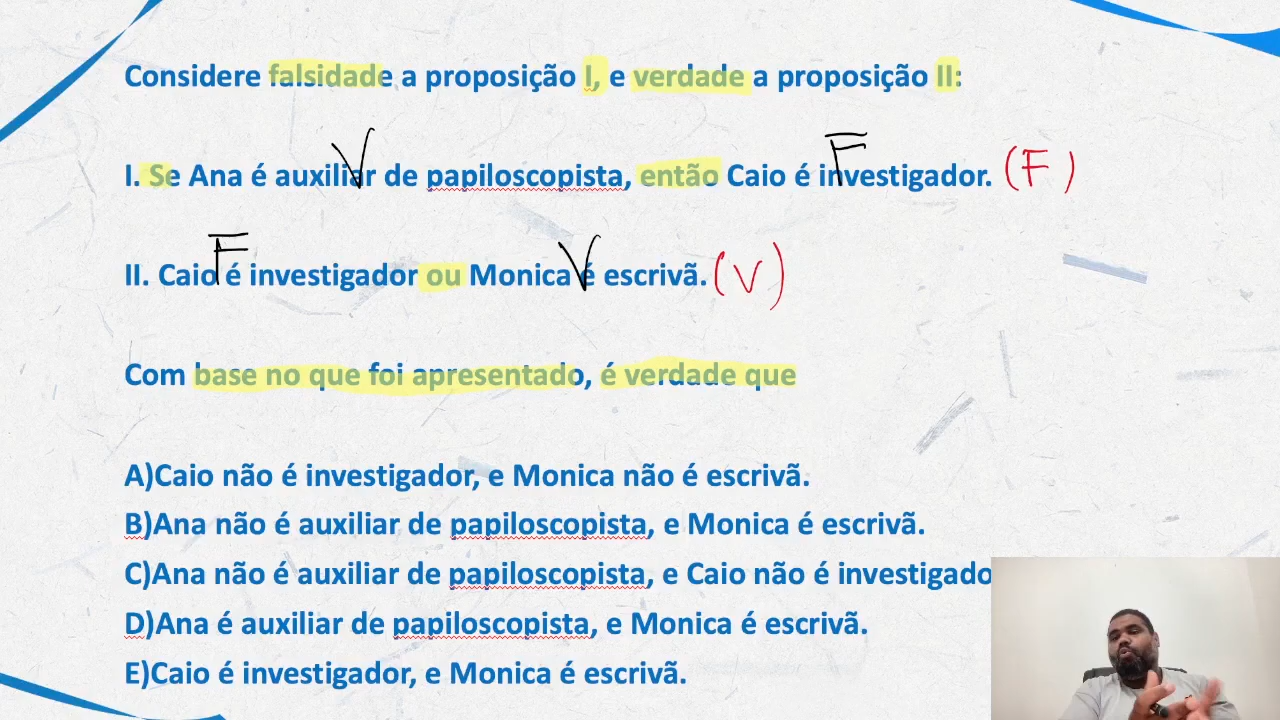 Considere falsidade a proposição I, e verdade a proposição II:
V F
I. Se Ana é auxiliar de papiloscopista, então Caio é investigador. (F)
F V
II. Caio é investigador ou Monica é escrivã. (V)
Com base no que foi apresentado, é verdade que
A)Caio não é investigador, e Monica não é escrivã.
B)Ana não é auxiliar de papiloscopista, e Monica é escrivã.
C)Ana não é auxiliar de papiloscopista, e Caio não é investigado
D)Ana é auxiliar de papiloscopista, e Monica é escrivã.
E)Caio é investigador, e Monica é escrivã.